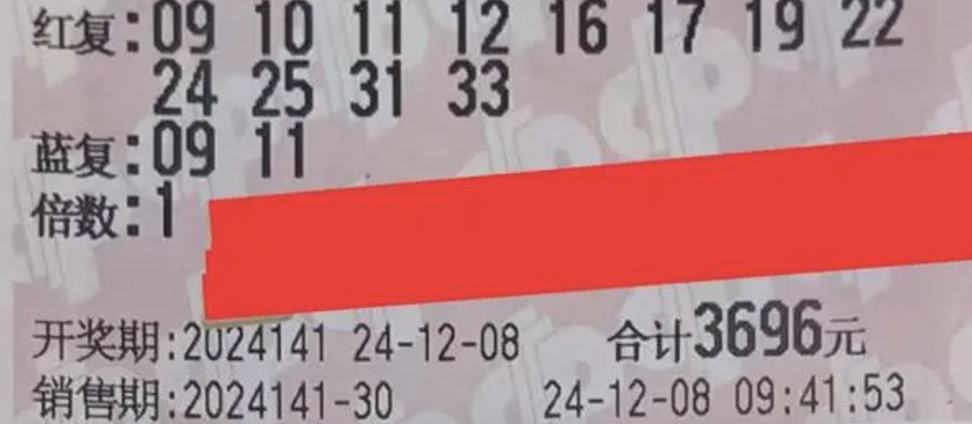 红复:09 10 11 12 16 17 19 22
24 25 31 33
蓝复:09 11
倍数:1
开奖期:2024141 24-12-08 合计3696元
销售期:2024141-30 24-12-08 09:41:53